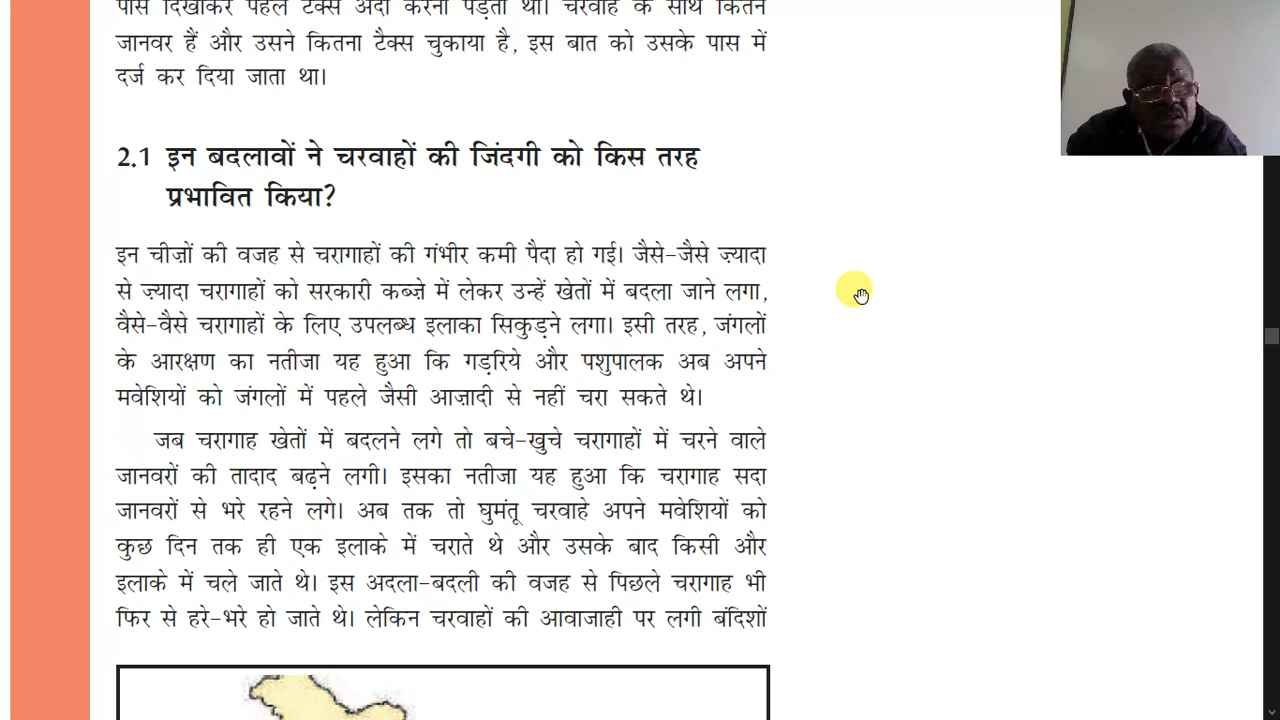 पास दिखाकर पहले टैक्स अदा करना पड़ता था। चरवाहे के साथ कितने
जानवर हैं और उसने कितना टैक्स चुकाया है, इस बात को उसके पास में
दर्ज कर दिया जाता था।
2.1 इन बदलावों ने चरवाहों की जिंदगी को किस तरह
प्रभावित किया?
इन चीज़ों की वजह से चरागाहों की गंभीर कमी पैदा हो गई। जैसे-जैसे ज़्यादा
से ज़्यादा चरागाहों को सरकारी कब्ज़े में लेकर उन्हें खेतों में बदला जाने लगा,
वैसे-वैसे चरागाहों के लिए उपलब्ध इलाका सिकुड़ने लगा। इसी तरह, जंगलों
के आरक्षण का नतीजा यह हुआ कि गड़रिये और पशुपालक अब अपने
मवेशियों को जंगलों में पहले जैसी आज़ादी से नहीं चरा सकते थे।
जब चरागाह खेतों में बदलने लगे तो बचे-खुचे चरागाहों में चरने वाले
जानवरों की तादाद बढ़ने लगी। इसका नतीजा यह हुआ कि चरागाह सदा
जानवरों से भरे रहने लगे। अब तक तो घुमंतू चरवाहे अपने मवेशियों को
कुछ दिन तक ही एक इलाके में चराते थे और उसके बाद किसी और
इलाके में चले जाते थे। इस अदला-बदली की वजह से पिछले चरागाह भी
फिर से हरे-भरे हो जाते थे। लेकिन चरवाहों की आवाजाही पर लगी बंदिशों